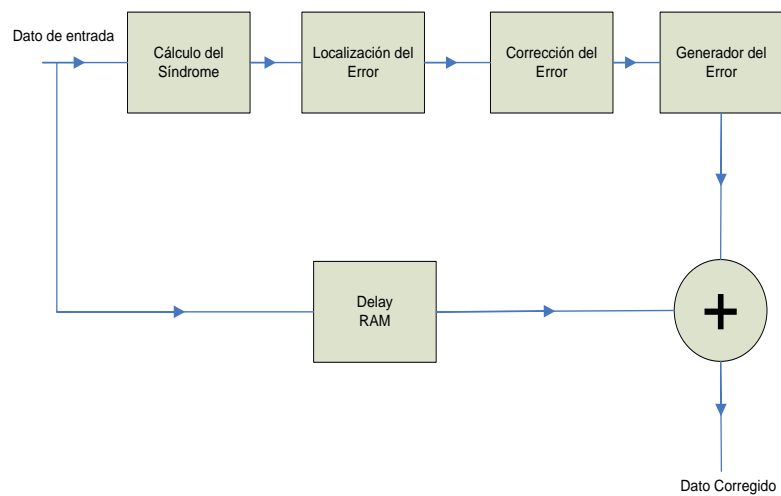 Dato de entrada
Cálculo del
Síndrome
Localización del
Error
Corrección del
Error
Generador del
Error
Delay
RAM
+
Dato Corregido